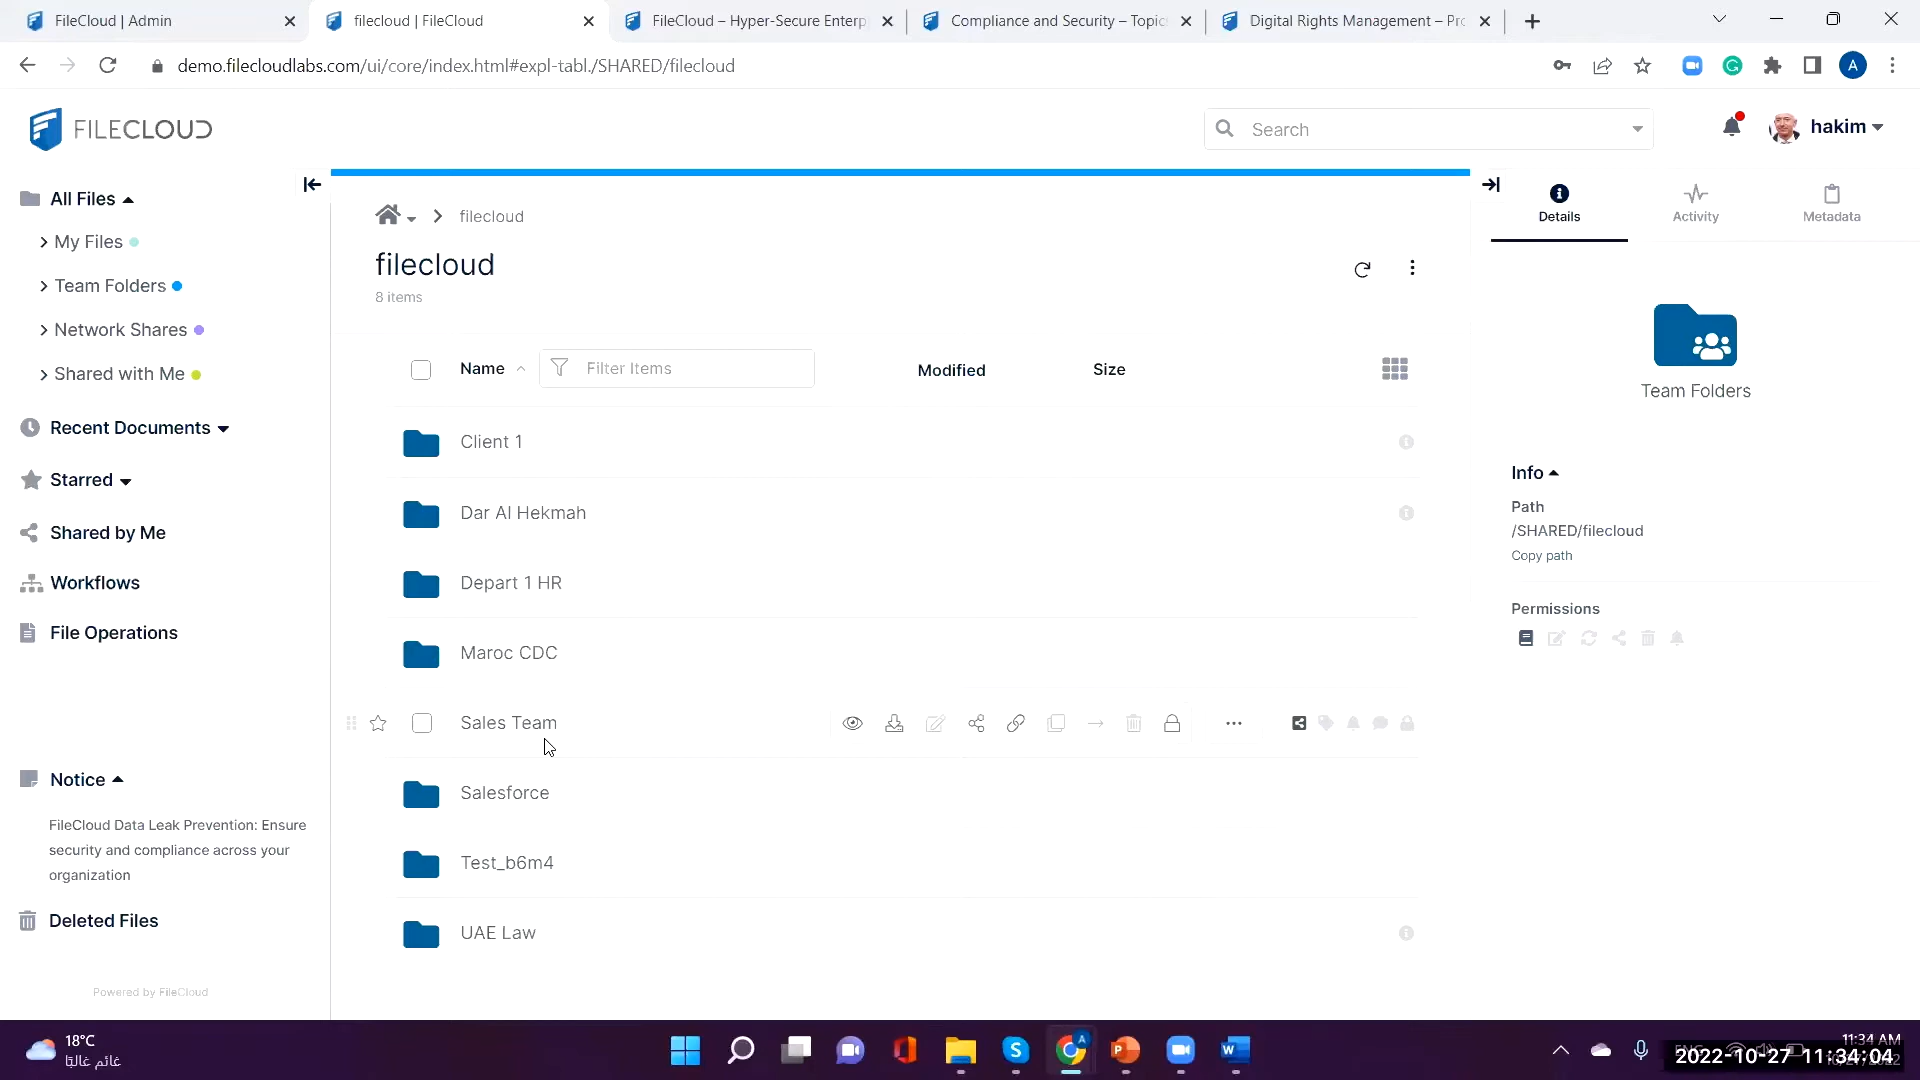 FileCloud | Admin
filecloud | FileCloud
FileCloud – Hyper-Secure Enterp
Compliance and Security – Topic
Digital Rights Management – Pro
demo.filecloudlabs.com/ui/core/index.html#expl-tabl./SHARED/filecloud
A
FILECLOUD
Search
hakim
All Files
My Files
Team Folders
Network Shares
Shared with Me
Recent Documents
Starred
Shared by Me
Workflows
File Operations
Notice
FileCloud Data Leak Prevention: Ensure
security and compliance across your
organization
Deleted Files
Powered by FileCloud
filecloud
filecloud
8 items
Name
Filter Items
Modified
Size
Client 1
Dar Al Hekmah
Depart 1 HR
Maroc CDC
Sales Team
Salesforce
Test_b6m4
UAE Law
Details
Activity
Metadata
Team Folders
Info
Path
/SHARED/filecloud
Copy path
Permissions
18°C
غائم غالبًا
11:34 AM
2022-10-27 11:34:04